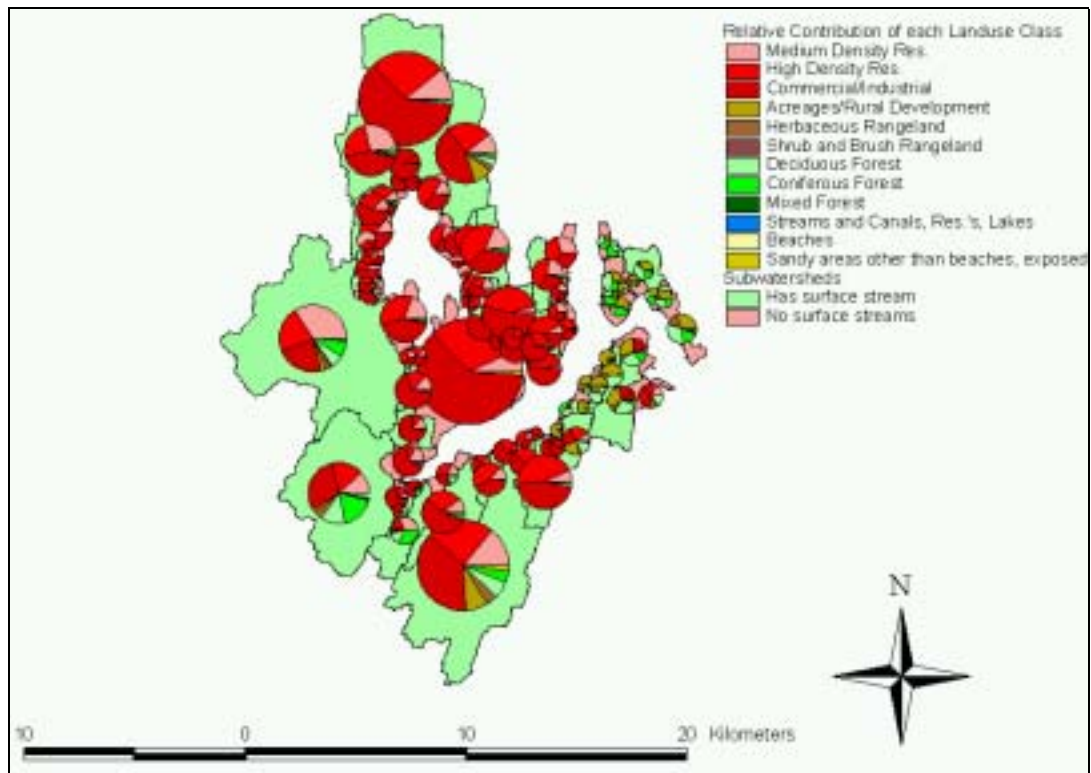 Relative Contribution of each Landuse Class
Medium Density Res.
High Density Res.
Commercial/Industrial
Acreages/Rural Development
Herbaceous Rangeland
Shrub and Brush Rangeland
Deciduous Forest
Coniferous Forest
Mixed Forest
Streams and Canals, Res.'s, Lakes
Beaches
Sandy areas other than beaches, exposed
Subwatersheds
Has surface stream
No surface streams
N
10 0 10 20 Kilometers